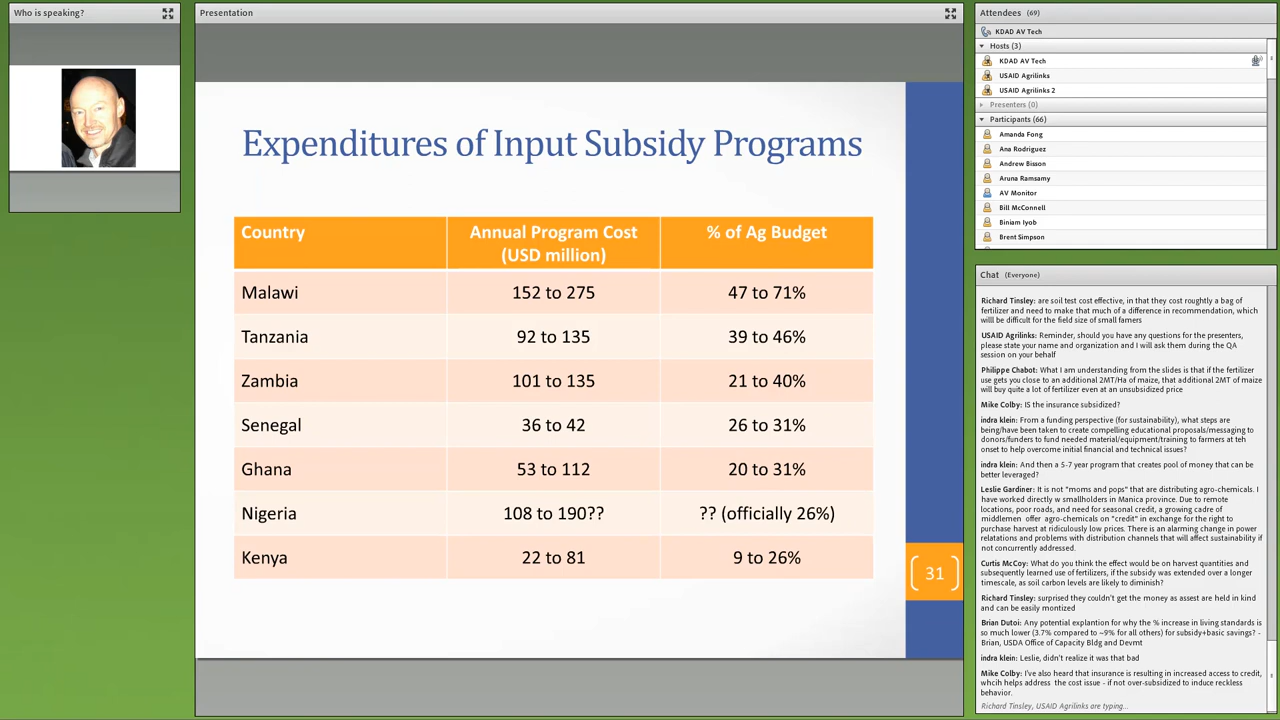 Who is speaking?
Presentation
Expenditures of Input Subsidy Programs
Country
Annual Program Cost
(USD million)
% of Ag Budget
Malawi
152 to 275
47 to 71%
Tanzania
92 to 135
39 to 46%
Zambia
101 to 135
21 to 40%
Senegal
36 to 42
26 to 31%
Ghana
53 to 112
20 to 31%
Nigeria
108 to 190??
?? (officially 26%)
Kenya
22 to 81
9 to 26%
31
Attendees (69)
KDAD AV Tech
Hosts (3)
KDAD AV Tech
USAID Agrilinks
USAID Agrilinks 2
Presenters (0)
Participants (66)
Amanda Fong
Ana Rodriguez
Andrew Bisson
Aruna Ramsamy
AV Monitor
Bill McConnell
Biniam Iyob
Brent Simpson
Chat (Everyone)
Richard Tinsley: are soil test cost effective, in that they cost roughtly a bag of
fertilizer and need to make that much of a difference in recommendation, which
willl be difficult for the field size of small famers
USAID Agrilinks: Reminder, should you have any questions for the presenters,
please state your name and organization and I will ask them during the QA
session on your behalf
Philippe Chabot: What I am understanding from the slides is that if the fertilizer
use gets you close to an additional 2MT/Ha of maize, that additional 2MT of maize
will buy quite a lot of fertilizer even at an unsubsidized price
Mike Colby: IS the insurance subsidized?
indra klein: From a funding perspective (for sustainability), what steps are
being/have been taken to create compelling educational proposals/messaging to
donors/funders to fund needed material/equipment/training to farmers at teh
onset to help overcome initial financial and technical issues?
indra klein: And then a 5-7 year program that creates pool of money that can be
better leveraged?
Leslie Gardner: It is not "moms and pops" that are distributing agro-chemicals. I
have worked directly w smallholders in Manica province. Due to remote
locations, poor roads, and need for seasonal credit, a growing cadre of
middlemen offer agro-chemicals on "credit" in exchange for the right to
purchase harvest at ridiculously low prices. There is an alarming change in power
relations and problems with distribution channels that will affect sustainability if
not concurrently addressed.
Curtis McCoy: What do you think the effect would be on harvest quantities and
subsequently learned use of fertilizers, if the subsidy was extended over a longer
timescale, as soil carbon levels are likely to diminish?
Richard Tinsley: surprised they couldn't get the money as assest are held in kind
and can be easily montized
Brian Dutoi: Any potential explantion for why the % increase in living standards is
so much lower (3.7% compared to ~9% for all others) for subsidy+basic savings? -
Brian, USDA Office of Capacity Bldg and Devmt
indra klein: Leslie, didn't realize it was that bad
Mike Colby: I've also heard that insurance is resulting in increased access to credit,
whcih helps address the cost issue - if not over-subsidized to induce reckless
behavior.
Richard Tinsley, USAID Agrilinks are typing...